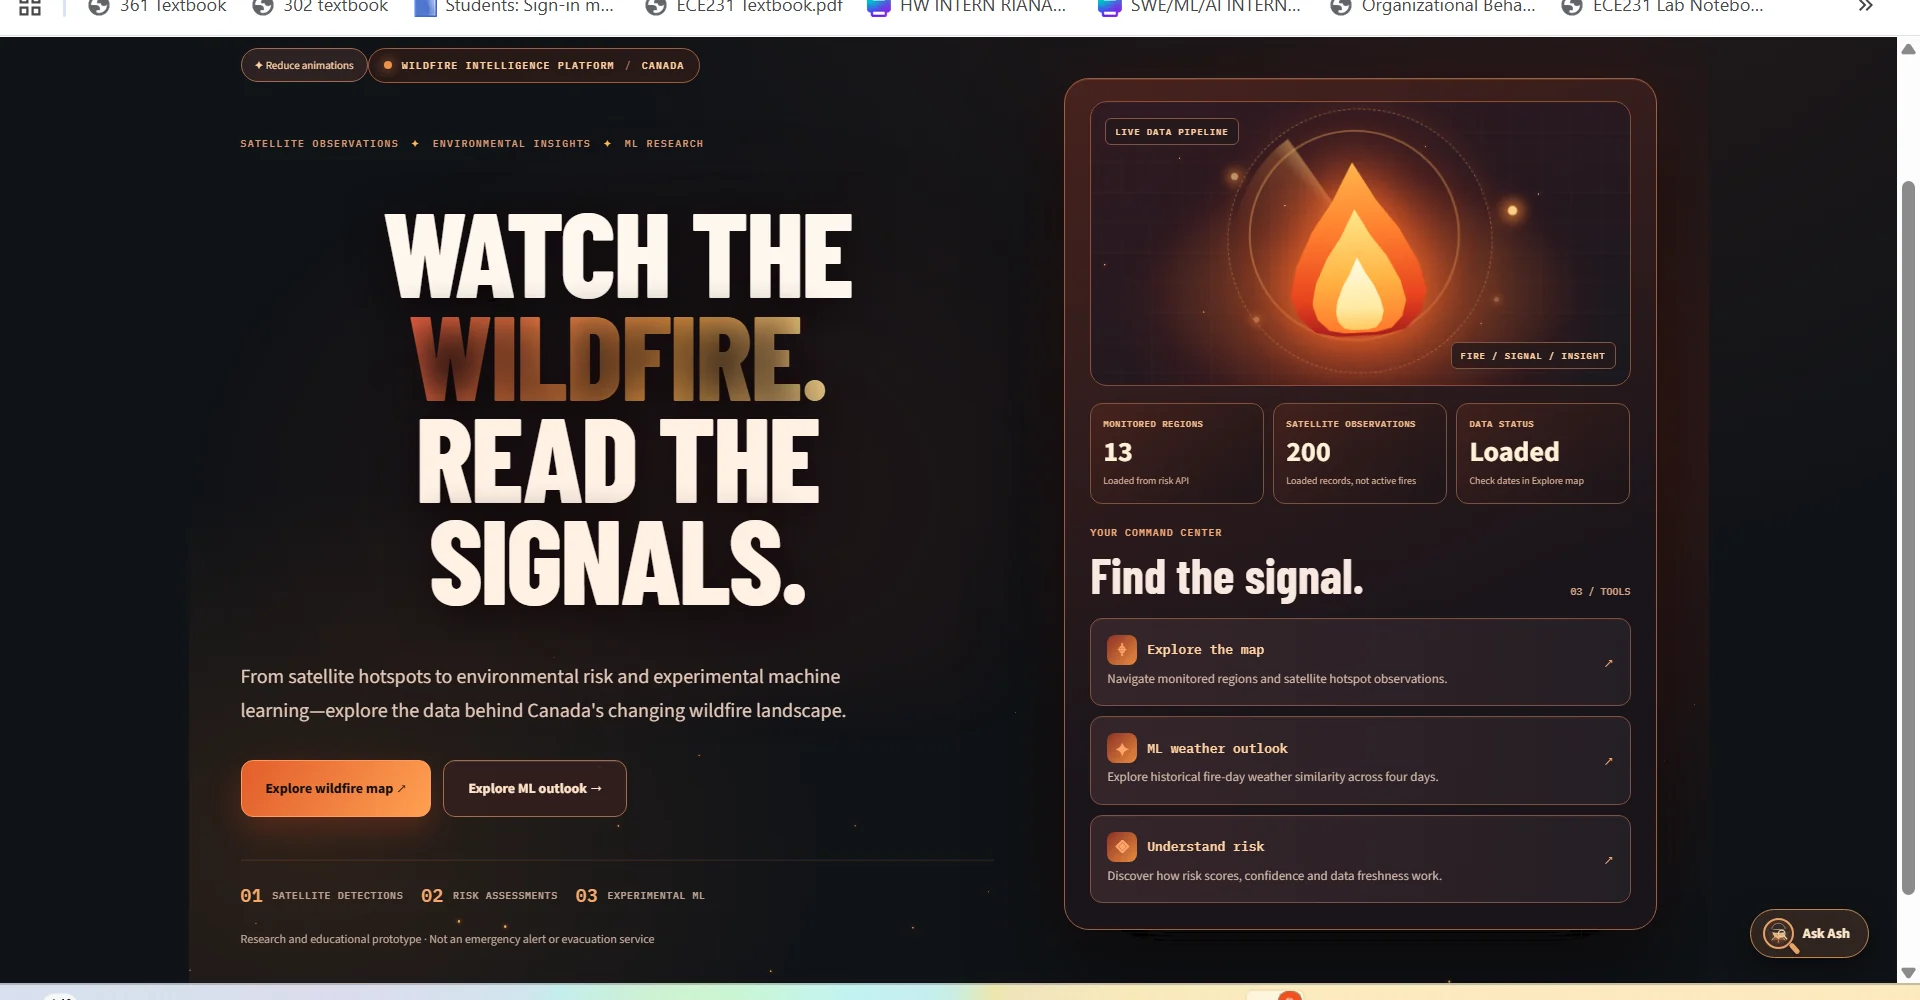 361 Textbook
302 textbook
Students: Sign-in m...
ECE231 Textbook.pdf
HW INTERN RIANA...
SWE/ML/AI INTERN...
Organizational Beha...
ECE231 Lab Notebo...
✦ Reduce animations
WILDFIRE INTELLIGENCE PLATFORM / CANADA
SATELLITE OBSERVATIONS ✦ ENVIRONMENTAL INSIGHTS ✦ ML RESEARCH
WATCH THE
WILDFIRE.
READ THE
SIGNALS.
From satellite hotspots to environmental risk and experimental machine
learning—explore the data behind Canada's changing wildfire landscape.
Explore wildfire map ↗
Explore ML outlook →
01 SATELLITE DETECTIONS 02 RISK ASSESSMENTS 03 EXPERIMENTAL ML
Research and educational prototype · Not an emergency alert or evacuation service
LIVE DATA PIPELINE
FIRE / SIGNAL / INSIGHT
MONITORED REGIONS
13
Loaded from risk API
SATELLITE OBSERVATIONS
200
Loaded records, not active fires
DATA STATUS
Loaded
Check dates in Explore map
YOUR COMMAND CENTER
Find the signal.
03 / TOOLS
Explore the map
Navigate monitored regions and satellite hotspot observations.
↗
ML weather outlook
Explore historical fire-day weather similarity across four days.
↗
Understand risk
Discover how risk scores, confidence and data freshness work.
↗
Ask Ash